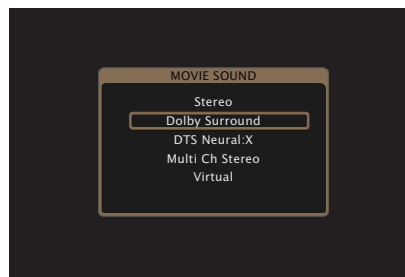 MOVIE SOUND
Stereo
Dolby Surround
DTS Neural:X
Multi Ch Stereo
Virtual